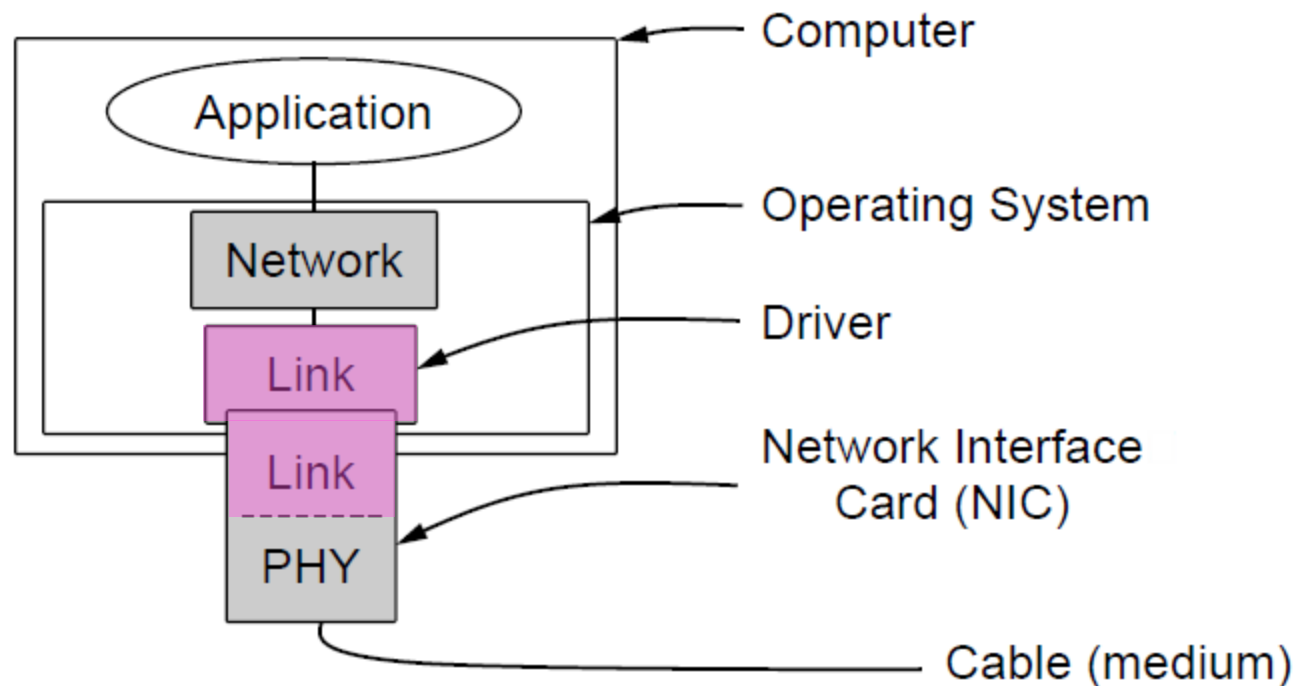 Computer
Application
Operating System
Network
Driver
Link
Network Interface
Card (NIC)
Link
PHY
Cable (medium)